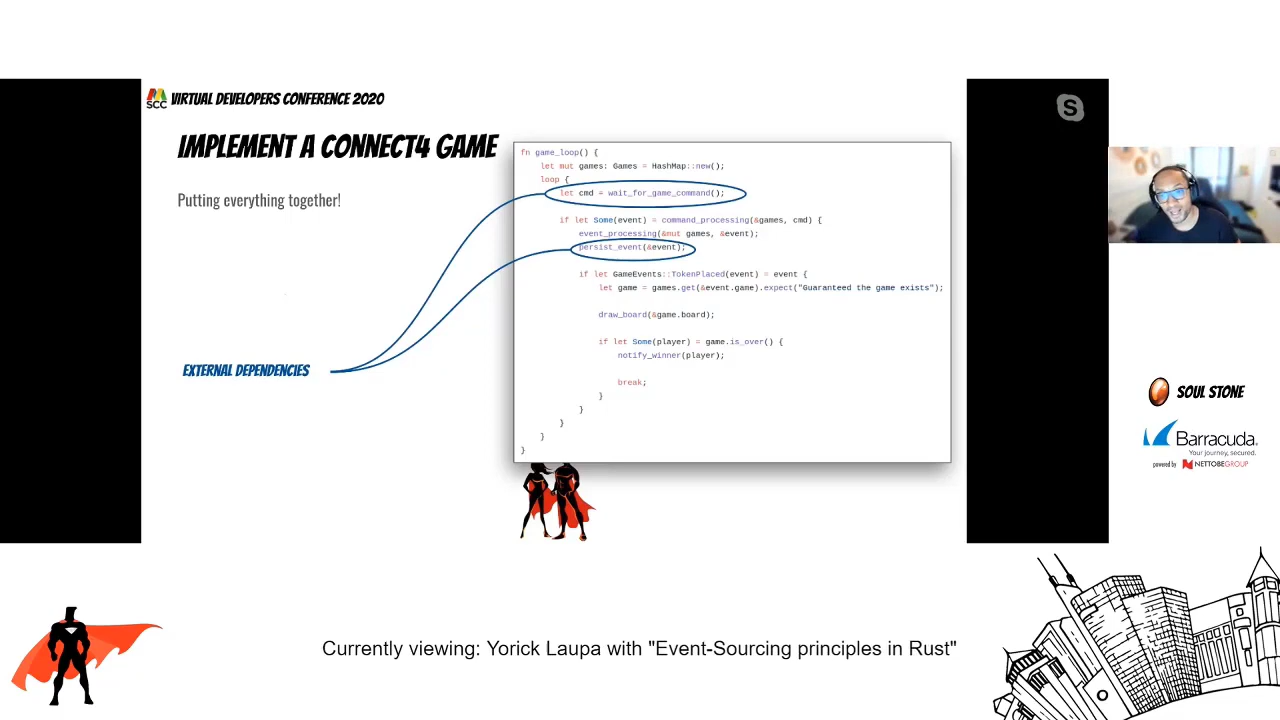 SCC VIRTUAL DEVELOPERS CONFERENCE 2020
IMPLEMENT A CONNECT4 GAME
Putting everything together!
EXTERNAL DEPENDENCIES
fn game_loop() {
let mut games: Games = HashMap::new();
loop {
let cmd = wait_for_game_command();
if let Some(event) = command_processing(&games, cmd) {
event_processing(&mut games, &event);
persist_event(&event);
if let GameEvents::TokenPlaced(event) = event {
let game = games.get(&event.game).expect("Guaranteed the game exists");
draw_board(&game.board);
if let Some(player) = game.is_over() {
notify_winner(player);
break;
}
}
}
}
}
S
SOUL STONE
Barracuda.
Your journey, secured.
powered by NETTOBEGROUP
Currently viewing: Yorick Laupa with "Event-Sourcing principles in Rust"